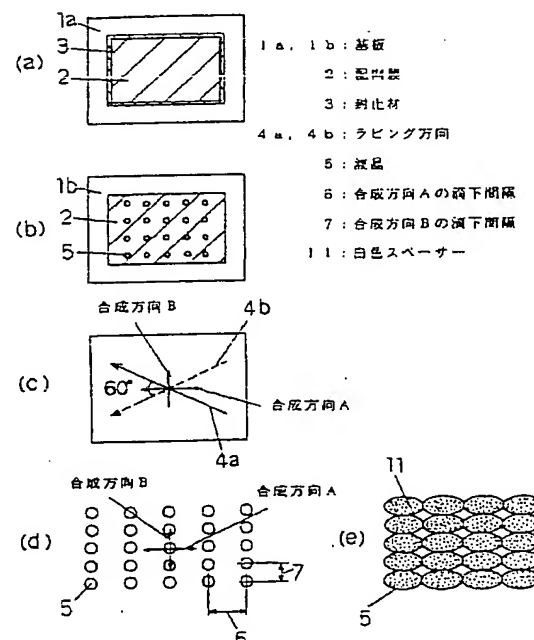 (a)
1a
3
2
1a, 1b：基板
2：配向膜
3：封止材
4a, 4b：ラビング方向
5：液晶
6：合成方向Aの滴下間隔
7：合成方向Bの滴下間隔
11：白色スペーサー
(b)
1b
2
5
(c)
合成方向B
4b
60°
合成方向A
4a
(d)
合成方向B
合成方向A
7
5
6
(e)
11
5